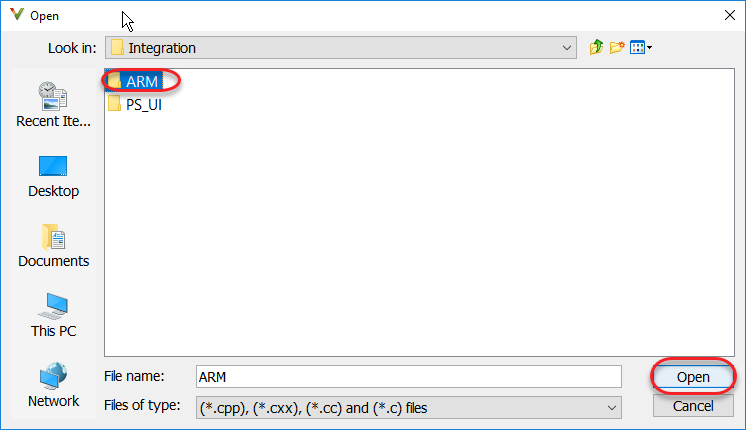 Open
Look in: Integration
ARM
PS_UI
Recent Ite...
Desktop
Documents
This PC
Network
File name: ARM
Open
Files of type: (*.cpp), (*.cxx), (*.cc) and (*.c) files
Cancel